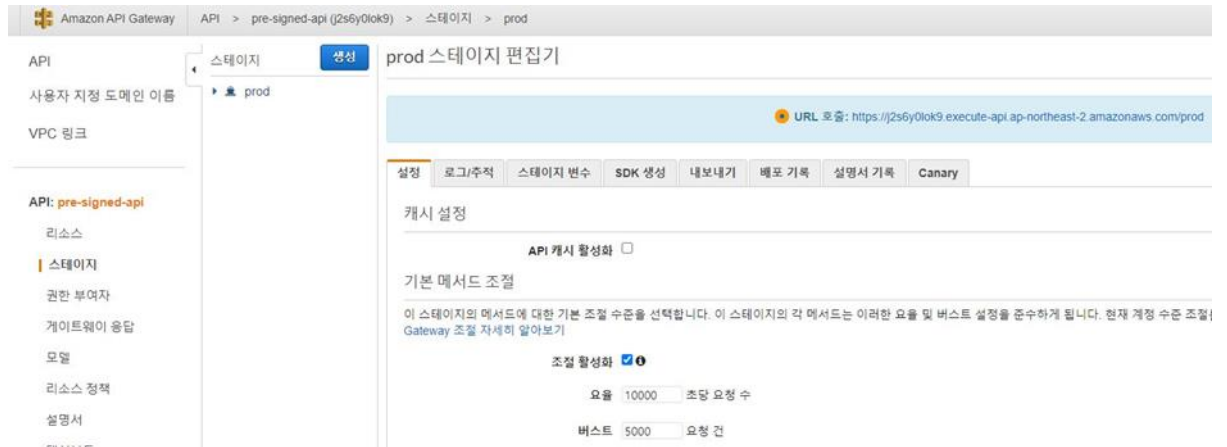 Amazon API Gateway API > pre-signed-api (j2s6y0lok9) > 스테이지 > prod
API
사용자 지정 도메인 이름
VPC 링크
API: pre-signed-api
리소스
스테이지
권한 부여자
게이트웨이 응답
모델
리소스 정책
설명서
스테이지 생성
prod
prod 스테이지 편집기
URL 호출: https://j2s6y0lok9.execute-api.ap-northeast-2.amazonaws.com/prod
설정 로그/추적 스테이지 변수 SDK 생성 내보내기 배포 기록 설명서 기록 Canary
캐시 설정
API 캐시 활성화
기본 메서드 조절
이 스테이지의 메서드에 대한 기본 조절 수준을 선택합니다. 이 스테이지의 각 메서드는 이러한 요율 및 버스트 설정을 준수하게 됩니다. 현재 계정 수준 조절
Gateway 조절 자세히 알아보기
조절 활성화
요율 10000 초당 요청 수
버스트 5000 요청 건